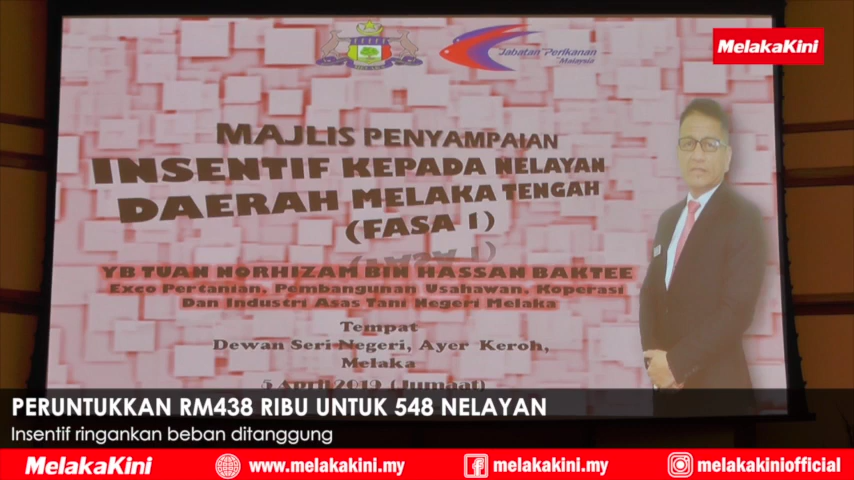 Jabatan Perikanan
Malaysia
MelakaKini
MAJLIS PENYAMPAIAN
INSENTIF KEPADA NELAYAN
DAERAH MELAKA TENGAH
(FASA 1)
YB TUAN NORHIZAM BIN HASSAN BAKTEE
Exco Pertanian, Pembangunan Usahawan, Koperasi
Dan Industri Asas Tani Negeri Melaka
Tempat
Dewan Seri Negeri, Ayer Keroh,
Melaka
5 April 2019 (Jumaat)
PERUNTUKKAN RM438 RIBU UNTUK 548 NELAYAN
Insentif ringankan beban ditanggung
MelakaKini www.melakakini.my melakakini.my melakakiniofficial